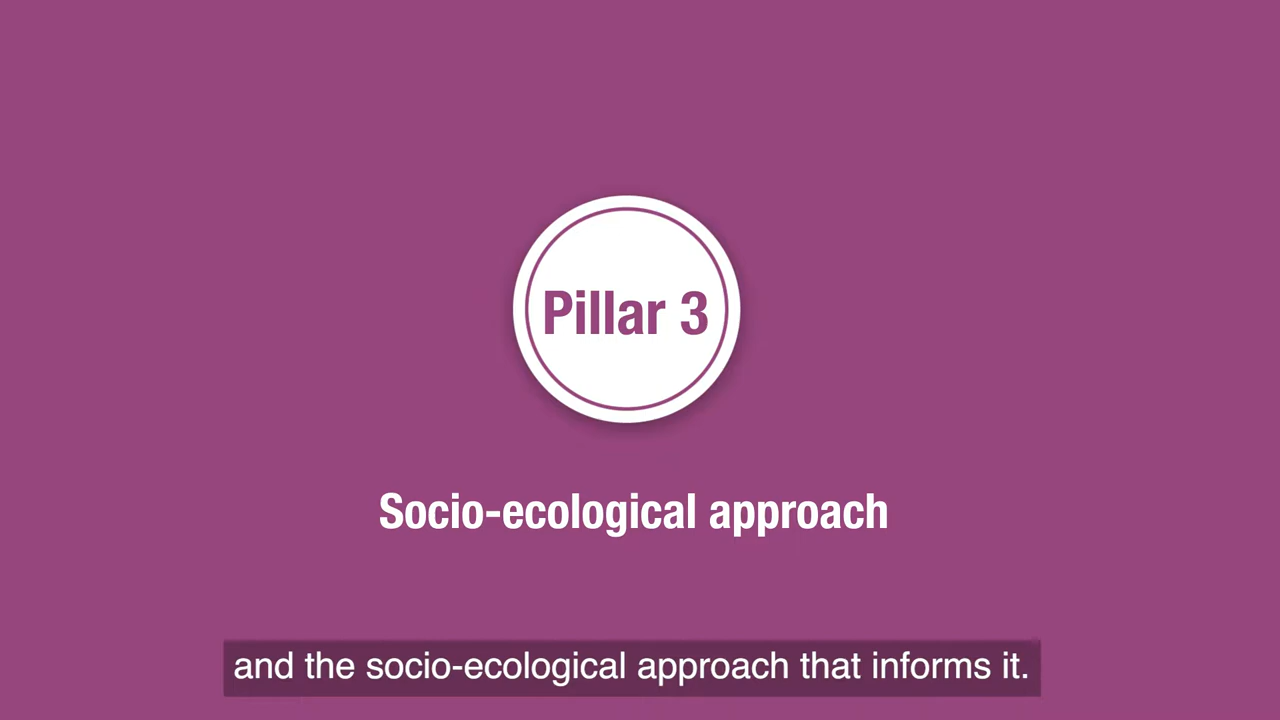 Pillar 3
Socio-ecological approach
and the socio-ecological approach that informs it.